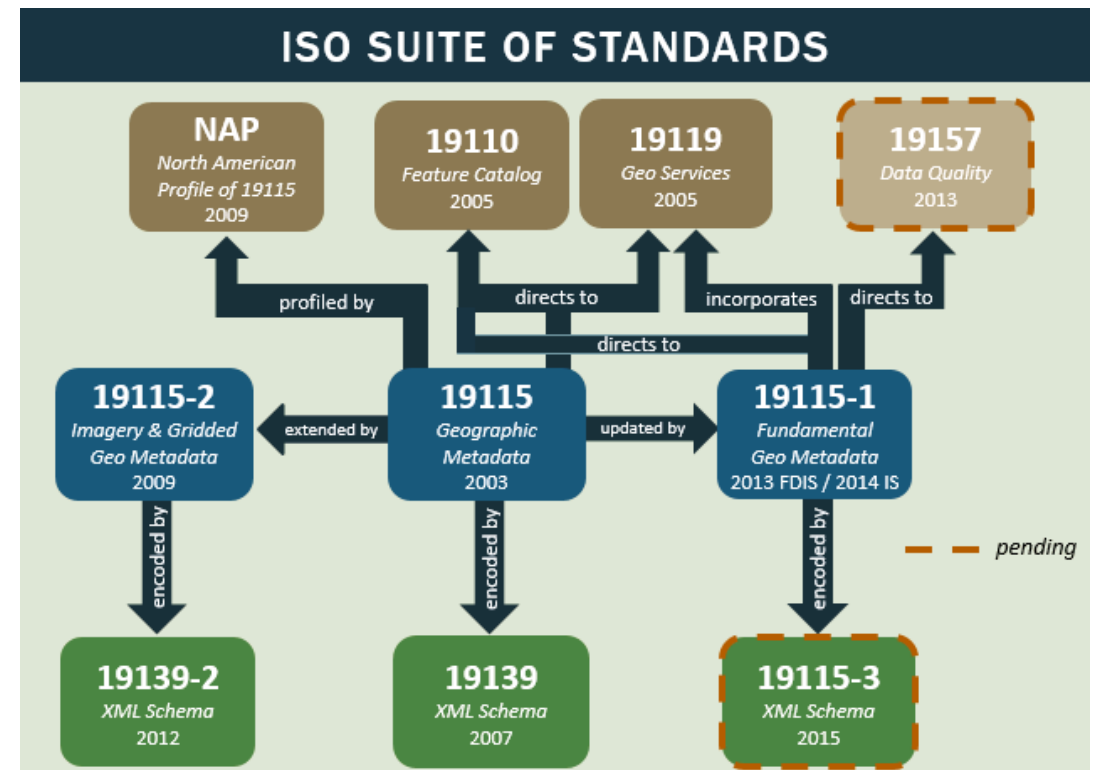 ISO SUITE OF STANDARDS
NAP
North American
Profile of 19115
2009
19110
Feature Catalog
2005
19119
Geo Services
2005
19157
Data Quality
2013
profiled by
directs to
incorporates
directs to
directs to
19115-2
Imagery & Gridded
Geo Metadata
2009
extended by
19115
Geographic
Metadata
2003
updated by
19115-1
Fundamental
Geo Metadata
2013 FDIS / 2014 IS
encoded by
encoded by
encoded by
pending
19139-2
XML Schema
2012
19139
XML Schema
2007
19115-3
XML Schema
2015